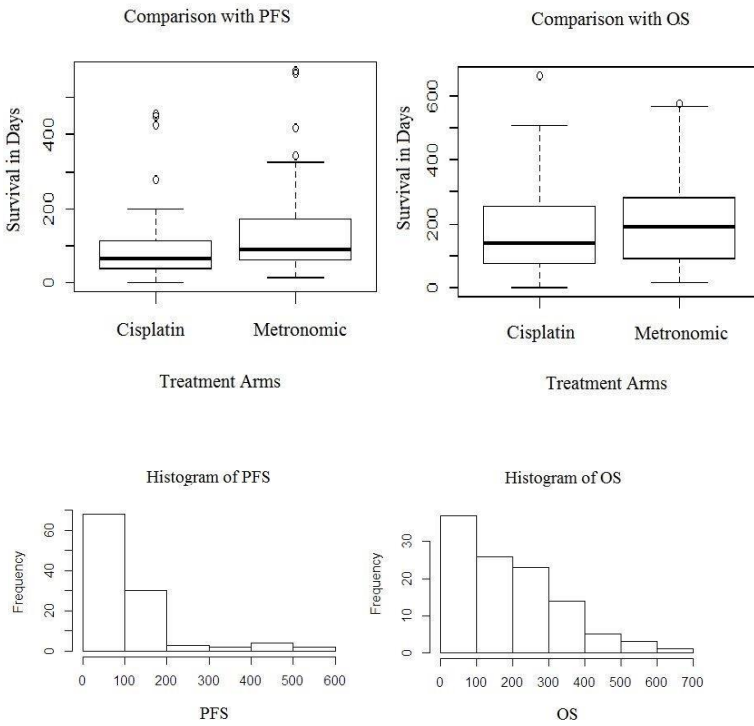 Comparison with PFS
Survival in Days
0
200
400
Cisplatin
Metronomic
Treatment Arms
Comparison with OS
Survival in Days
0
200
400
600
Cisplatin
Metronomic
Treatment Arms
Histogram of PFS
Frequency
0
20
40
60
0 100 200 300 400 500 600
PFS
Histogram of OS
Frequency
0
10
20
30
0 100 200 300 400 500 600 700
OS